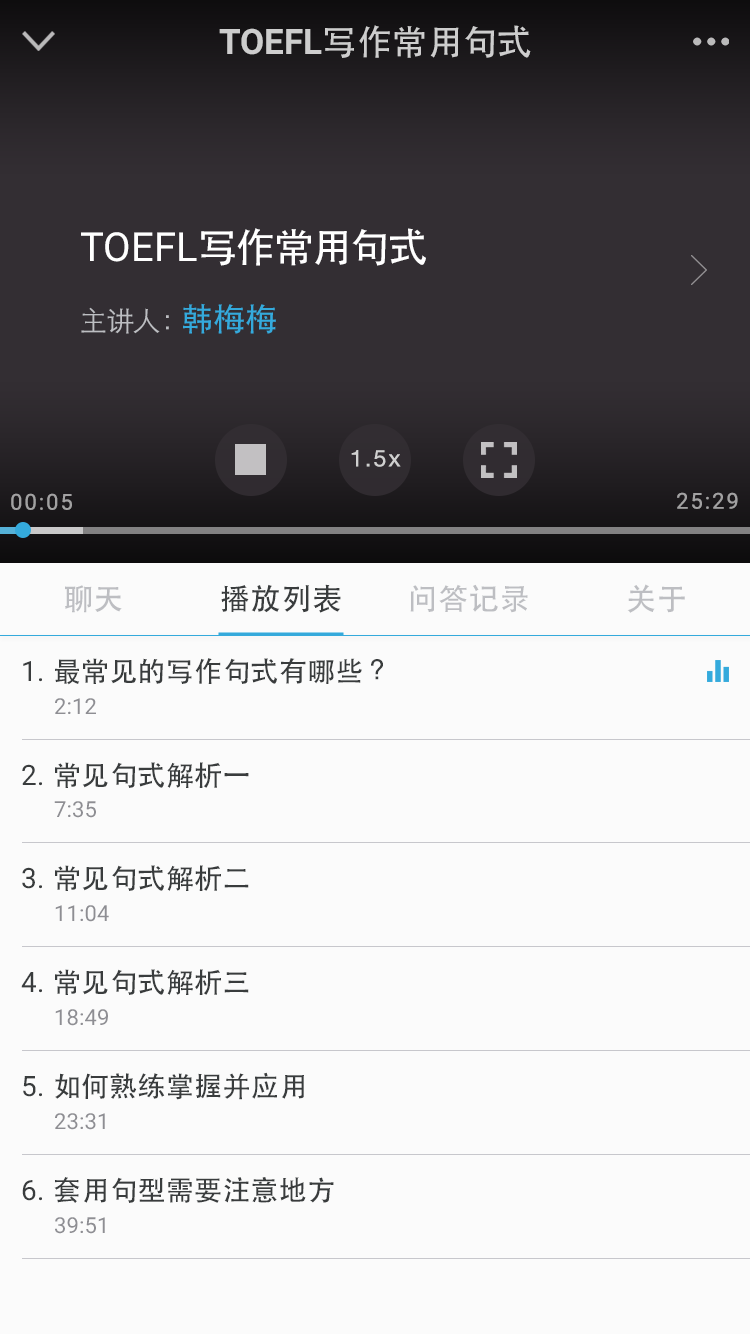 TOEFL写作常用句式
TOEFL写作常用句式
主讲人：韩梅梅
1.5x
00:05
25:29
聊天 播放列表 问答记录 关于
1. 最常见的写作句式有哪些？
2:12
2. 常见句式解析一
7:35
3. 常见句式解析二
11:04
4. 常见句式解析三
18:49
5. 如何熟练掌握并应用
23:31
6. 套用句型需要注意地方
39:51